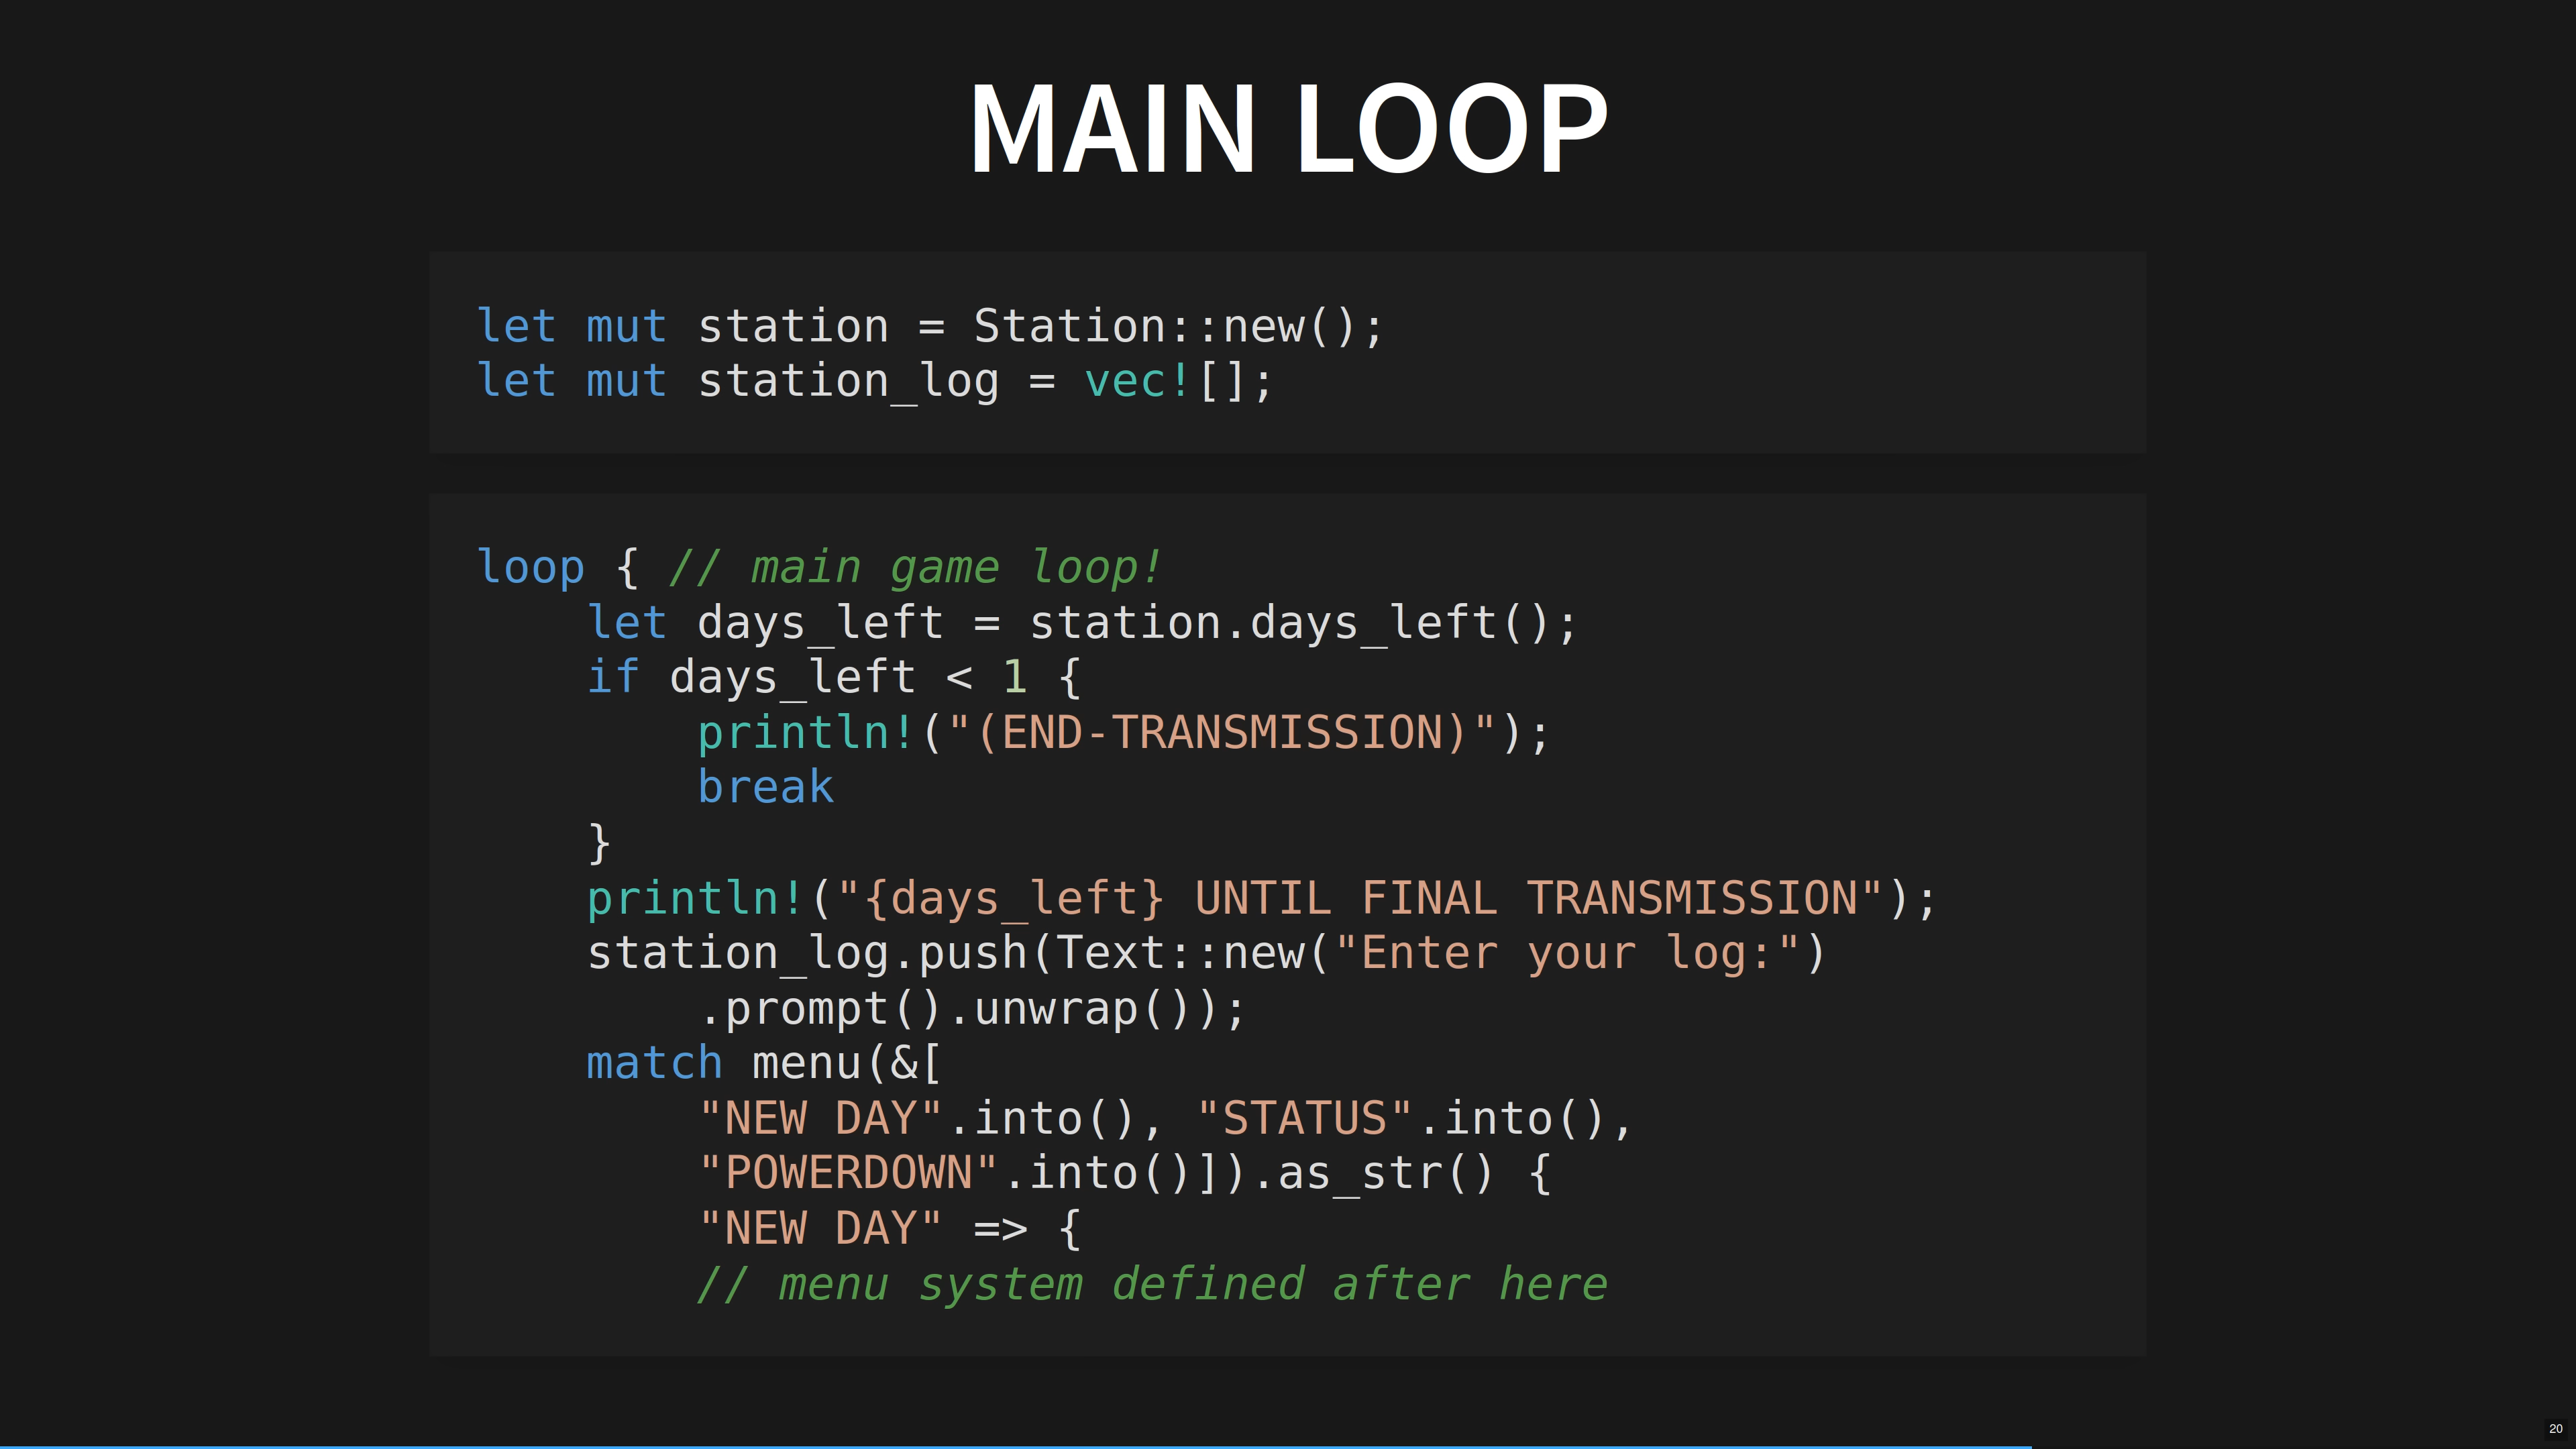 MAIN LOOP
let mut station = Station::new();
let mut station_log = vec![];
loop { // main game loop!
    let days_left = station.days_left();
    if days_left < 1 {
        println!("(END-TRANSMISSION)");
        break
    }
    println!("{days_left} UNTIL FINAL TRANSMISSION");
    station_log.push(Text::new("Enter your log:")
        .prompt().unwrap());
    match menu(&[
        "NEW DAY".into(), "STATUS".into(),
        "POWERDOWN".into()]).as_str() {
        "NEW DAY" => {
        // menu system defined after here
20